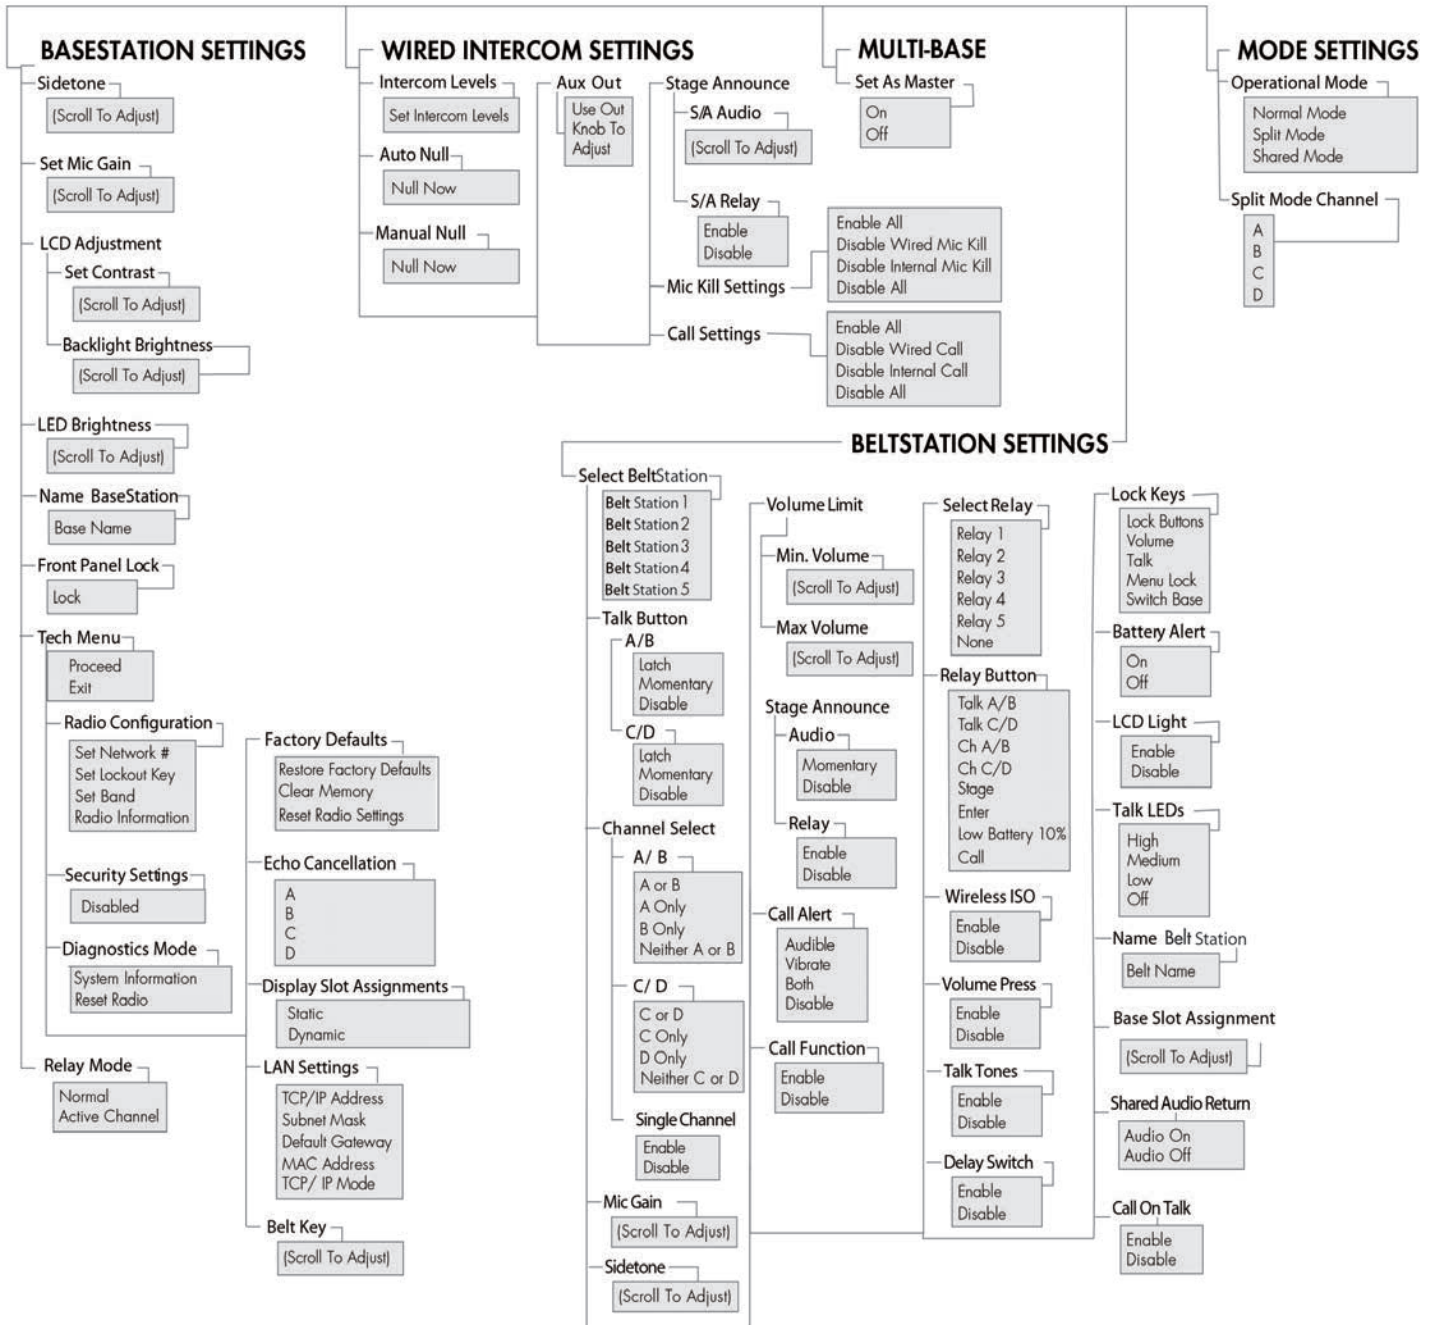 BASESTATION SETTINGS
Sidetone
(Scroll To Adjust)
Set Mic Gain
(Scroll To Adjust)
LCD Adjustment
Set Contrast
(Scroll To Adjust)
Backlight Brightness
(Scroll To Adjust)
LED Brightness
(Scroll To Adjust)
Name BaseStation
Base Name
Front Panel Lock
Lock
Tech Menu
Proceed
Exit
Radio Configuration
Set Network #
Set Lockout Key
Set Band
Radio Information
Security Settings
Disabled
Diagnostics Mode
System Information
Reset Radio
Factory Defaults
Restore Factory Defaults
Clear Memory
Reset Radio Settings
Echo Cancellation
A
B
C
D
Display Slot Assignments
Static
Dynamic
LAN Settings
TCP/IP Address
Subnet Mask
Default Gateway
MAC Address
TCP/ IP Mode
Belt Key
(Scroll To Adjust)
Relay Mode
Normal
Active Channel
WIRED INTERCOM SETTINGS
Intercom Levels
Set Intercom Levels
Auto Null
Null Now
Manual Null
Null Now
Aux Out
Use Out
Knob To
Adjust
Stage Announce
S/A Audio
(Scroll To Adjust)
S/A Relay
Enable
Disable
Mic Kill Settings
Enable All
Disable Wired Mic Kill
Disable Internal Mic Kill
Disable All
Call Settings
Enable All
Disable Wired Call
Disable Internal Call
Disable All
MULTI-BASE
Set As Master
On
Off
MODE SETTINGS
Operational Mode
Normal Mode
Split Mode
Shared Mode
Split Mode Channel
A
B
C
D
BELTSTATION SETTINGS
Select BeltStation
Belt Station 1
Belt Station 2
Belt Station 3
Belt Station 4
Belt Station 5
Talk Button
A/B
Latch
Momentary
Disable
C/D
Latch
Momentary
Disable
Channel Select
A/ B
A or B
A Only
B Only
Neither A or B
C/ D
C or D
C Only
D Only
Neither C or D
Single Channel
Enable
Disable
Mic Gain
(Scroll To Adjust)
Sidetone
(Scroll To Adjust)
Volume Limit
Min. Volume
(Scroll To Adjust)
Max Volume
(Scroll To Adjust)
Stage Announce
Audio
Momentary
Disable
Relay
Enable
Disable
Call Alert
Audible
Vibrate
Both
Disable
Call Function
Enable
Disable
Select Relay
Relay 1
Relay 2
Relay 3
Relay 4
Relay 5
None
Relay Button
Talk A/B
Talk C/D
Ch A/B
Ch C/D
Stage
Enter
Low Battery 10%
Call
Wireless ISO
Enable
Disable
Volume Press
Enable
Disable
Talk Tones
Enable
Disable
Delay Switch
Enable
Disable
Lock Keys
Lock Buttons
Volume
Talk
Menu Lock
Switch Base
Battery Alert
On
Off
LCD Light
Enable
Disable
Talk LEDs
High
Medium
Low
Off
Name Belt Station
Belt Name
Base Slot Assignment
(Scroll To Adjust)
Shared Audio Return
Audio On
Audio Off
Call On Talk
Enable
Disable